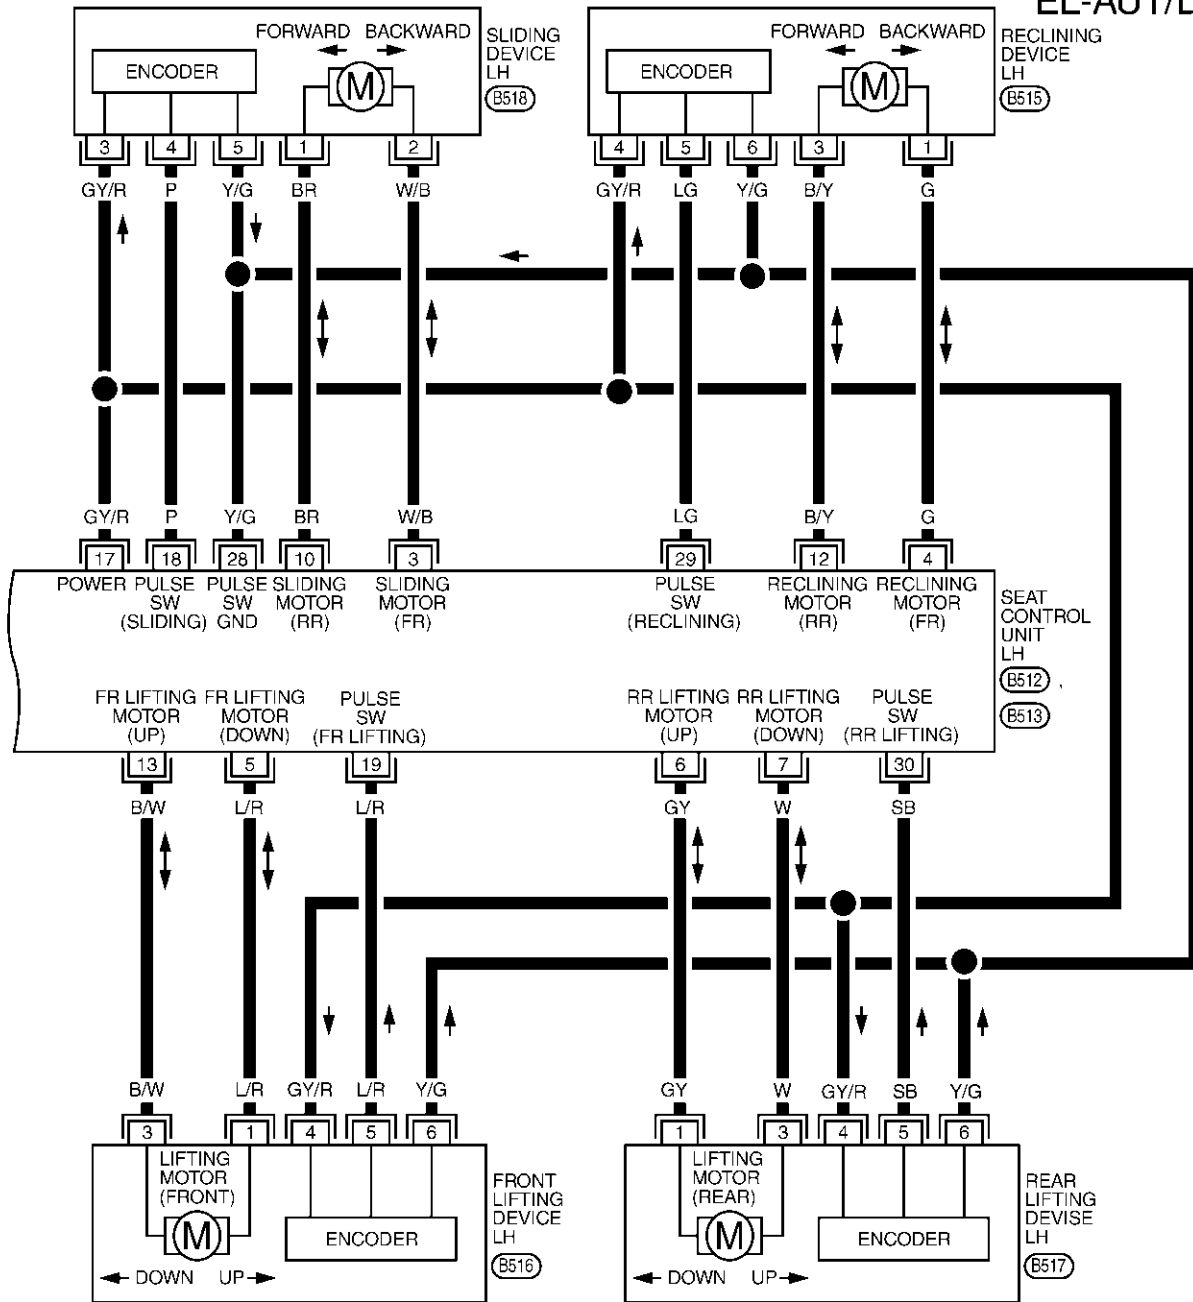 FORWARD BACKWARD
ENCODER
M
SLIDING
DEVICE
LH
B518
FORWARD BACKWARD
ENCODER
M
RECLINING
DEVICE
LH
B515
3 4 5 1 2
4 5 6 3 1
GY/R P Y/G BR W/B
GY/R LG Y/G B/Y G
GY/R P Y/G BR W/B
LG B/Y G
17 18 28 10 3
29 12 4
POWER
PULSE
SW
(SLIDING)
PULSE
SW
GND
SLIDING
MOTOR
(RR)
SLIDING
MOTOR
(FR)
PULSE
SW
(RECLINING)
RECLINING
MOTOR
(RR)
RECLINING
MOTOR
(FR)
SEAT
CONTROL
UNIT
LH
B512 ,
B513
FR LIFTING
MOTOR
(UP)
FR LIFTING
MOTOR
(DOWN)
PULSE
SW
(FR LIFTING)
RR LIFTING
MOTOR
(UP)
RR LIFTING
MOTOR
(DOWN)
PULSE
SW
(RR LIFTING)
13 5 19
6 7 30
B/W L/R L/R
GY W SB
B/W L/R GY/R L/R Y/G
GY W GY/R SB Y/G
3 1 4 5 6
1 3 4 5 6
LIFTING
MOTOR
(FRONT)
M
ENCODER
DOWN UP
FRONT
LIFTING
DEVICE
LH
B516
LIFTING
MOTOR
(REAR)
M
ENCODER
DOWN UP
REAR
LIFTING
DEVISE
LH
B517